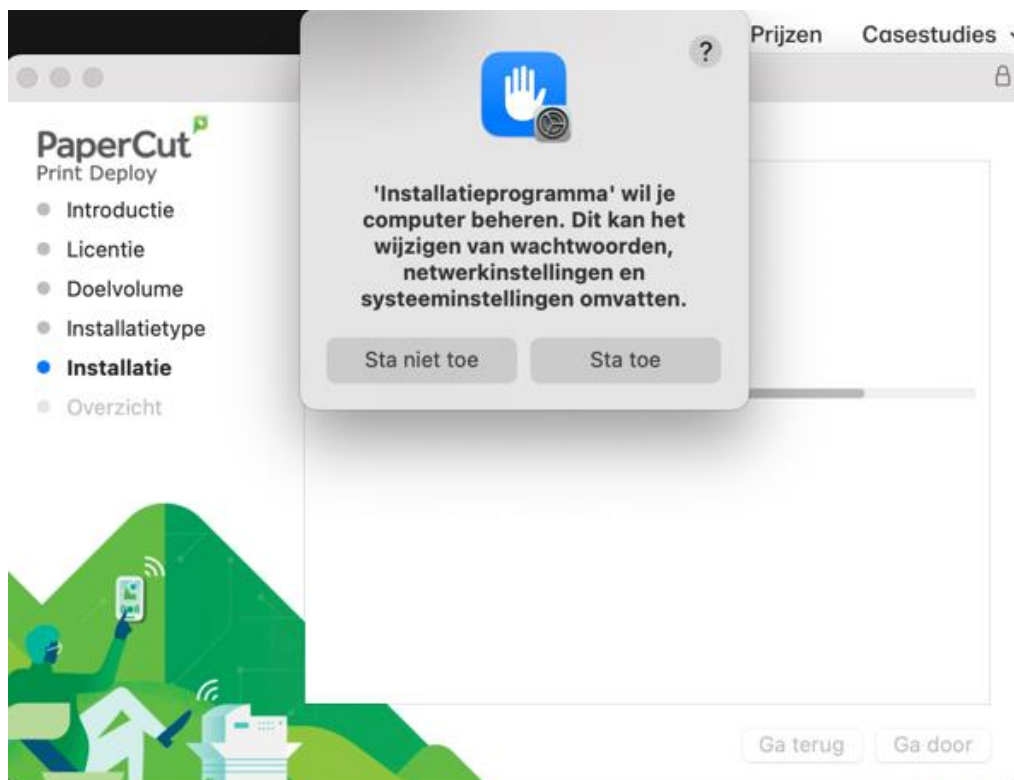 Prijzen Casestudies
?
PaperCut
Print Deploy
Introductie
Licentie
Doelvolume
Installatietype
Installatie
Overzicht
'Installatieprogramma' wil je
computer beheren. Dit kan het
wijzigen van wachtwoorden,
netwerkinstellingen en
systeeminstellingen omvatten.
Sta niet toe Sta toe
Ga terug Ga door